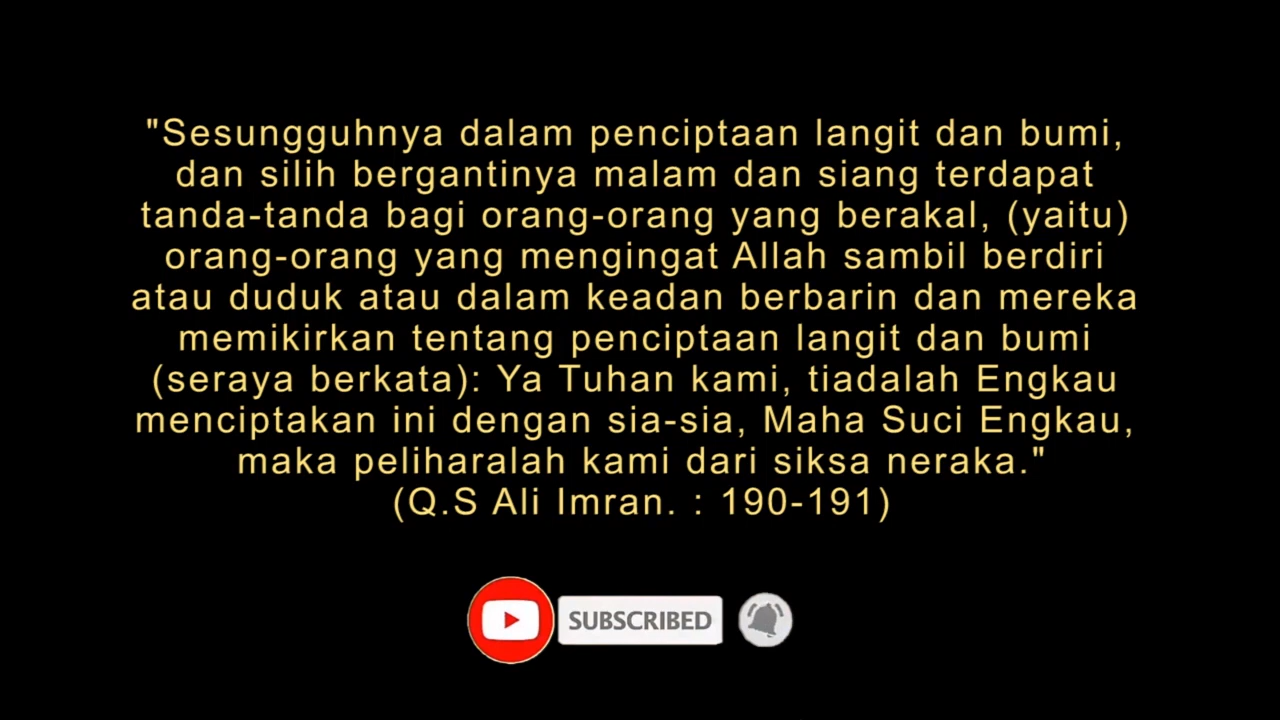 "Sesungguhnya dalam penciptaan langit dan bumi,
dan silih bergantinya malam dan siang terdapat
tanda-tanda bagi orang-orang yang berakal, (yaitu)
orang-orang yang mengingat Allah sambil berdiri
atau duduk atau dalam keadan berbarin dan mereka
memikirkan tentang penciptaan langit dan bumi
(seraya berkata): Ya Tuhan kami, tiadalah Engkau
menciptakan ini dengan sia-sia, Maha Suci Engkau,
maka peliharalah kami dari siksa neraka."
(Q.S Ali Imran. : 190-191)
SUBSCRIBED